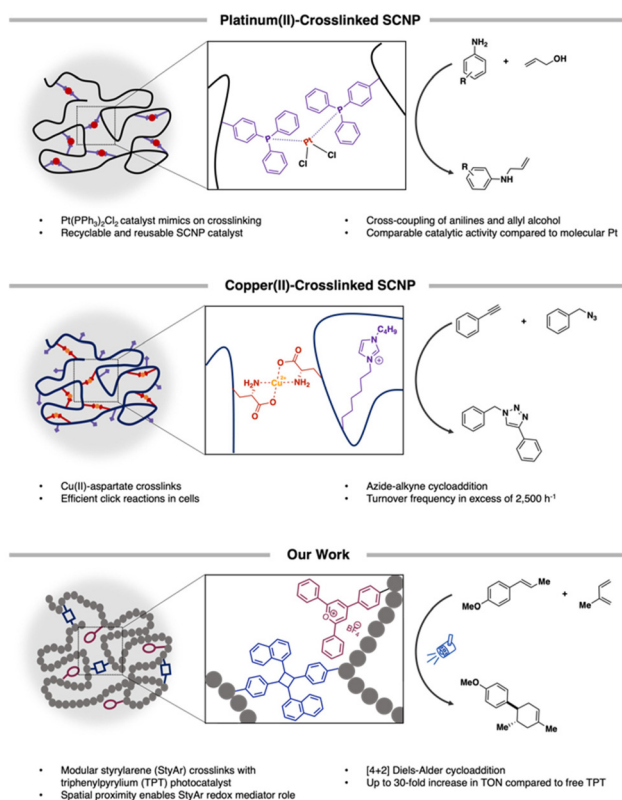 Platinum(II)-Crosslinked SCNP
NH2
R
+
OH
P
P
Pt
Cl
Cl
R
NH
• Pt(PPh3)2Cl2 catalyst mimics on crosslinking
• Recyclable and reusable SCNP catalyst
• Cross-coupling of anilines and allyl alcohol
• Comparable catalytic activity compared to molecular Pt
Copper(II)-Crosslinked SCNP
C4H9
N
N
+
O
O
H2N
Cu2+
NH2
O
O
+
N3
N
N
N
• Cu(II)-aspartate crosslinks
• Efficient click reactions in cells
• Azide-alkyne cycloaddition
• Turnover frequency in excess of 2,500 h-1
Our Work
O
+
BF4
MeO
Me
+
Me
MeO
Me
Me
• Modular styrylarene (StyAr) crosslinks with
triphenylpyrylium (TPT) photocatalyst
• Spatial proximity enables StyAr redox mediator role
• [4+2] Diels-Alder cycloaddition
• Up to 30-fold increase in TON compared to free TPT